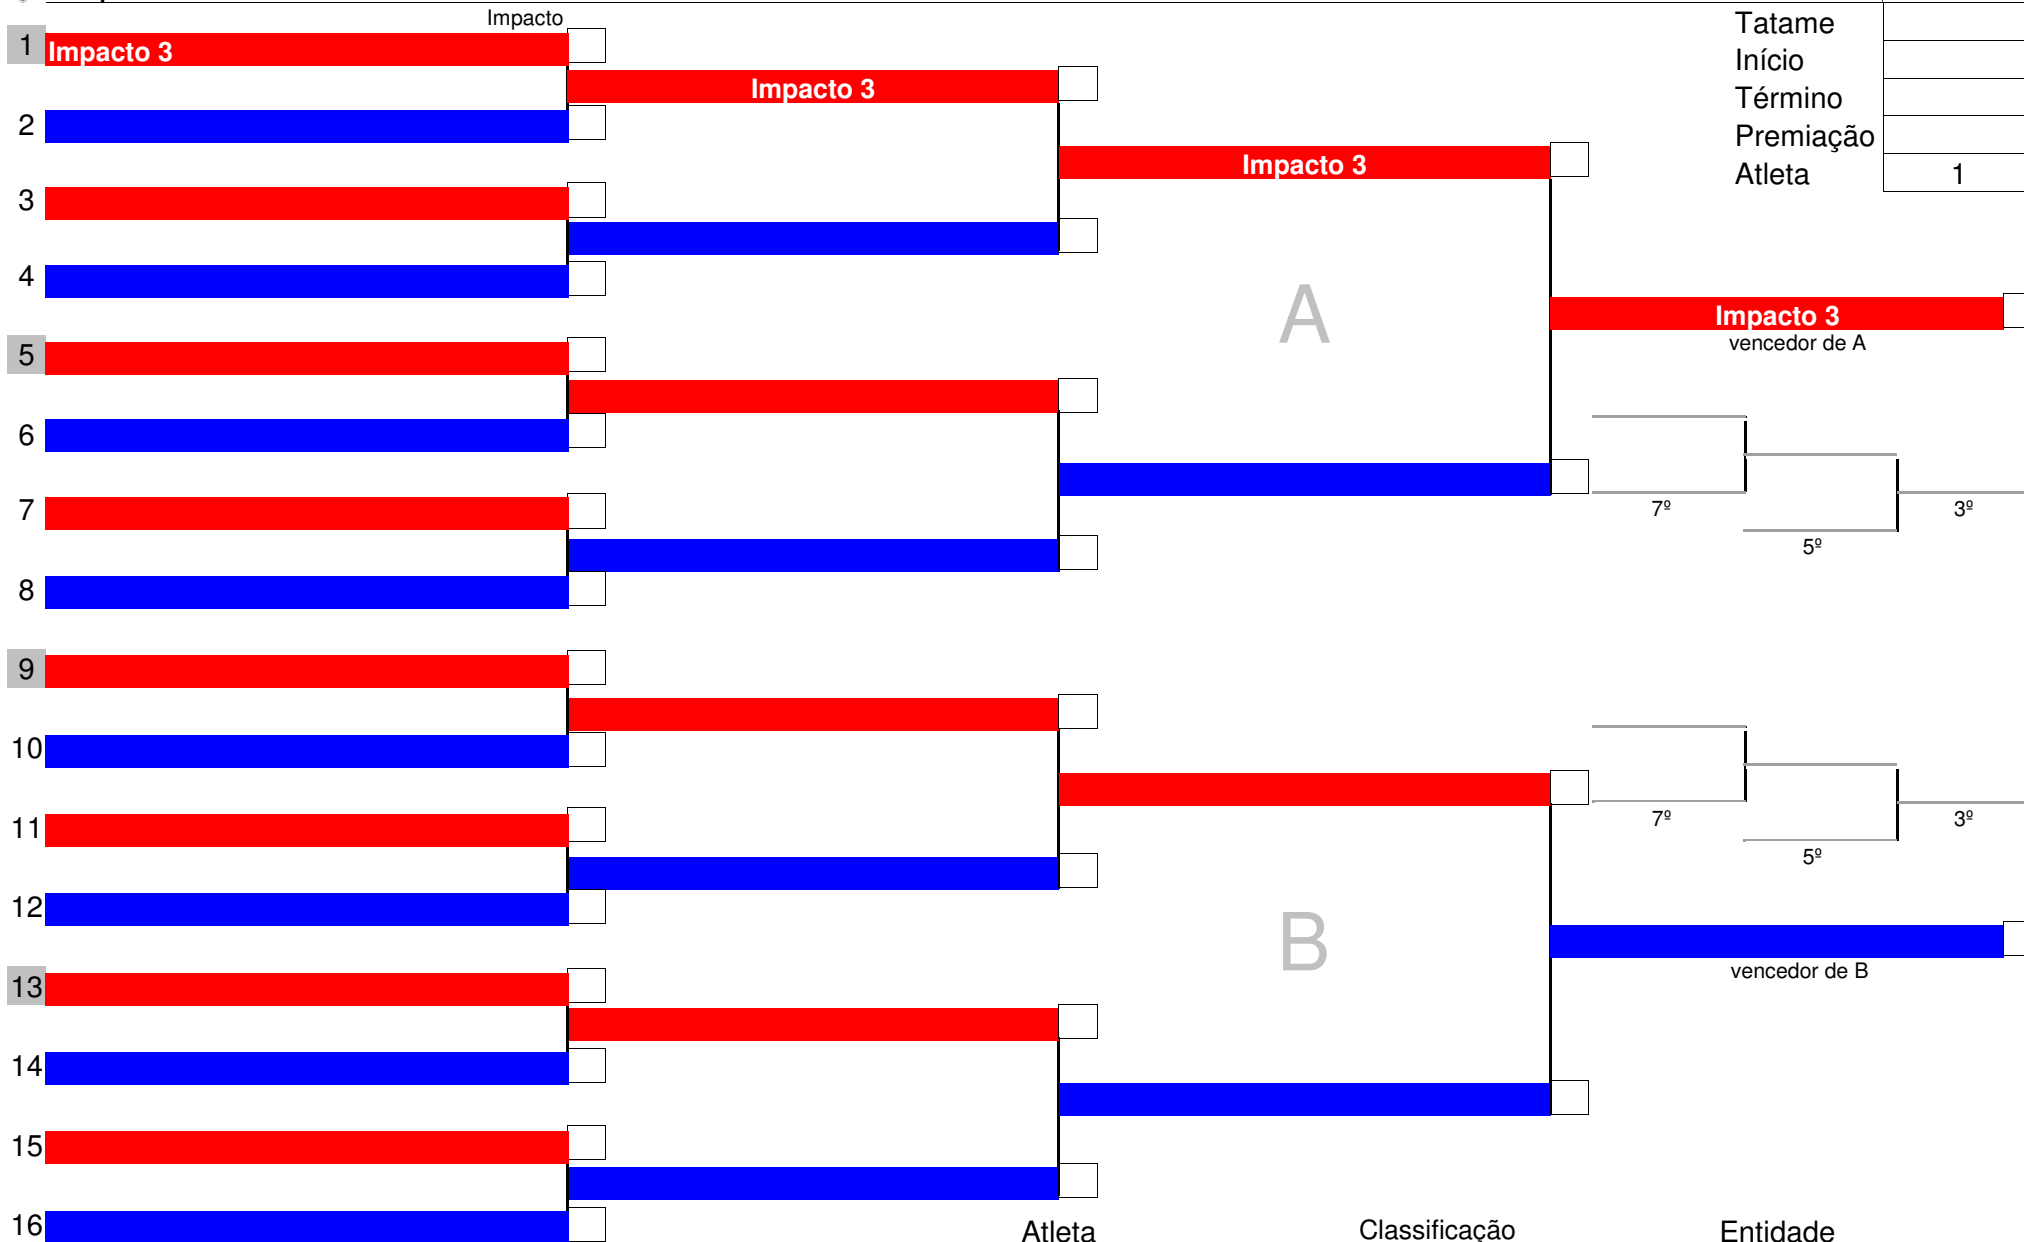 Impacto
1 Impacto 3
Impacto 3
2
Impacto 3
3
4
Tatame
Início
Término
Premiação
Atleta 1
A
Impacto 3
vencedor de A
5
6
7
8
7º
5º
3º
9
10
11
12
7º
5º
3º
B
vencedor de B
13
14
15
16
Atleta Classificação Entidade